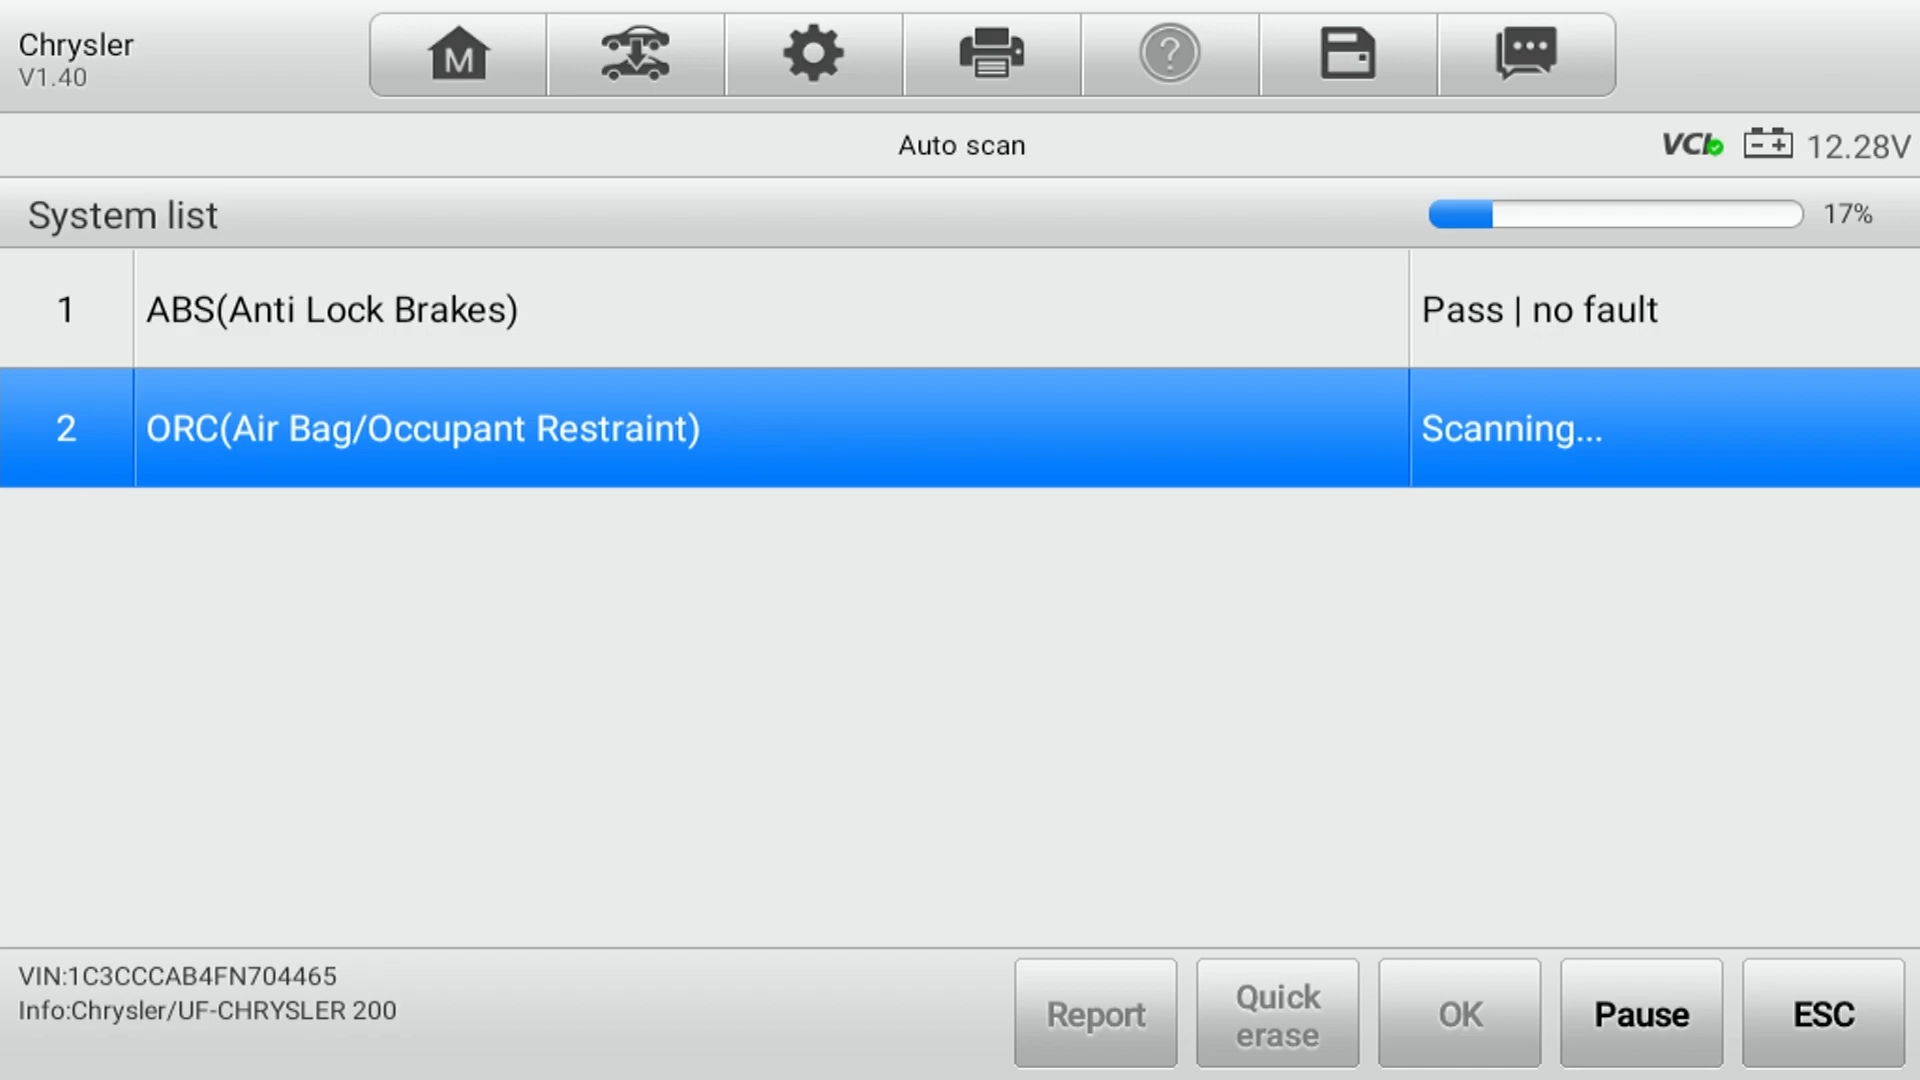 Chrysler
V1.40
M
?
Auto scan
VCI
12.28V
System list
17%
1 ABS(Anti Lock Brakes) Pass | no fault
2 ORC(Air Bag/Occupant Restraint) Scanning...
VIN:1C3CCCAB4FN704465
Info:Chrysler/UF-CHRYSLER 200
Report
Quick
erase
OK
Pause
ESC